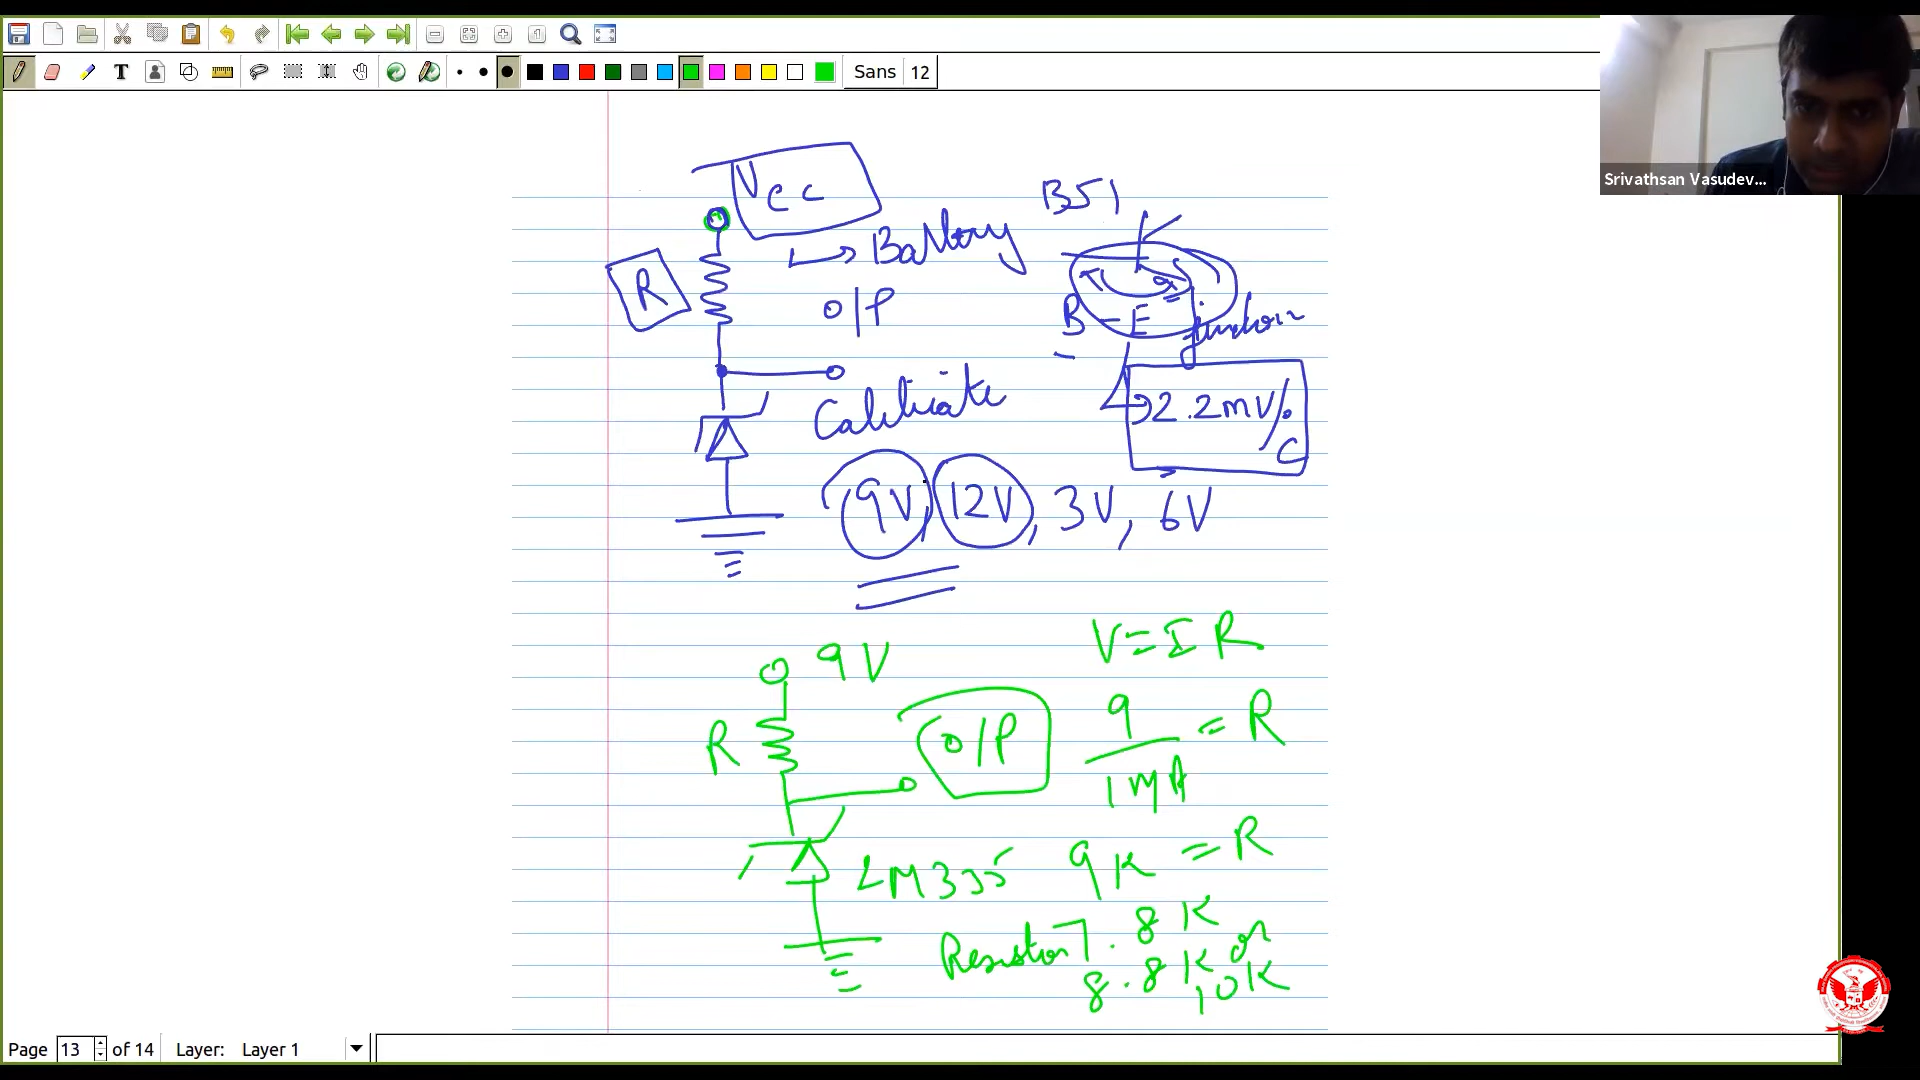 Sans 12
Srivathsan Vasudev...
Vcc
Battery
R
O/P
B-E junction
Calibrate
2.2mV/°C
9V, 12V, 3V, 6V
9V
V=IR
R
O/P
9/1mA = R
LM335
9K = R
Resistor 7.8K
8.8K or
10K
Page 13 of 14 Layer: Layer 1